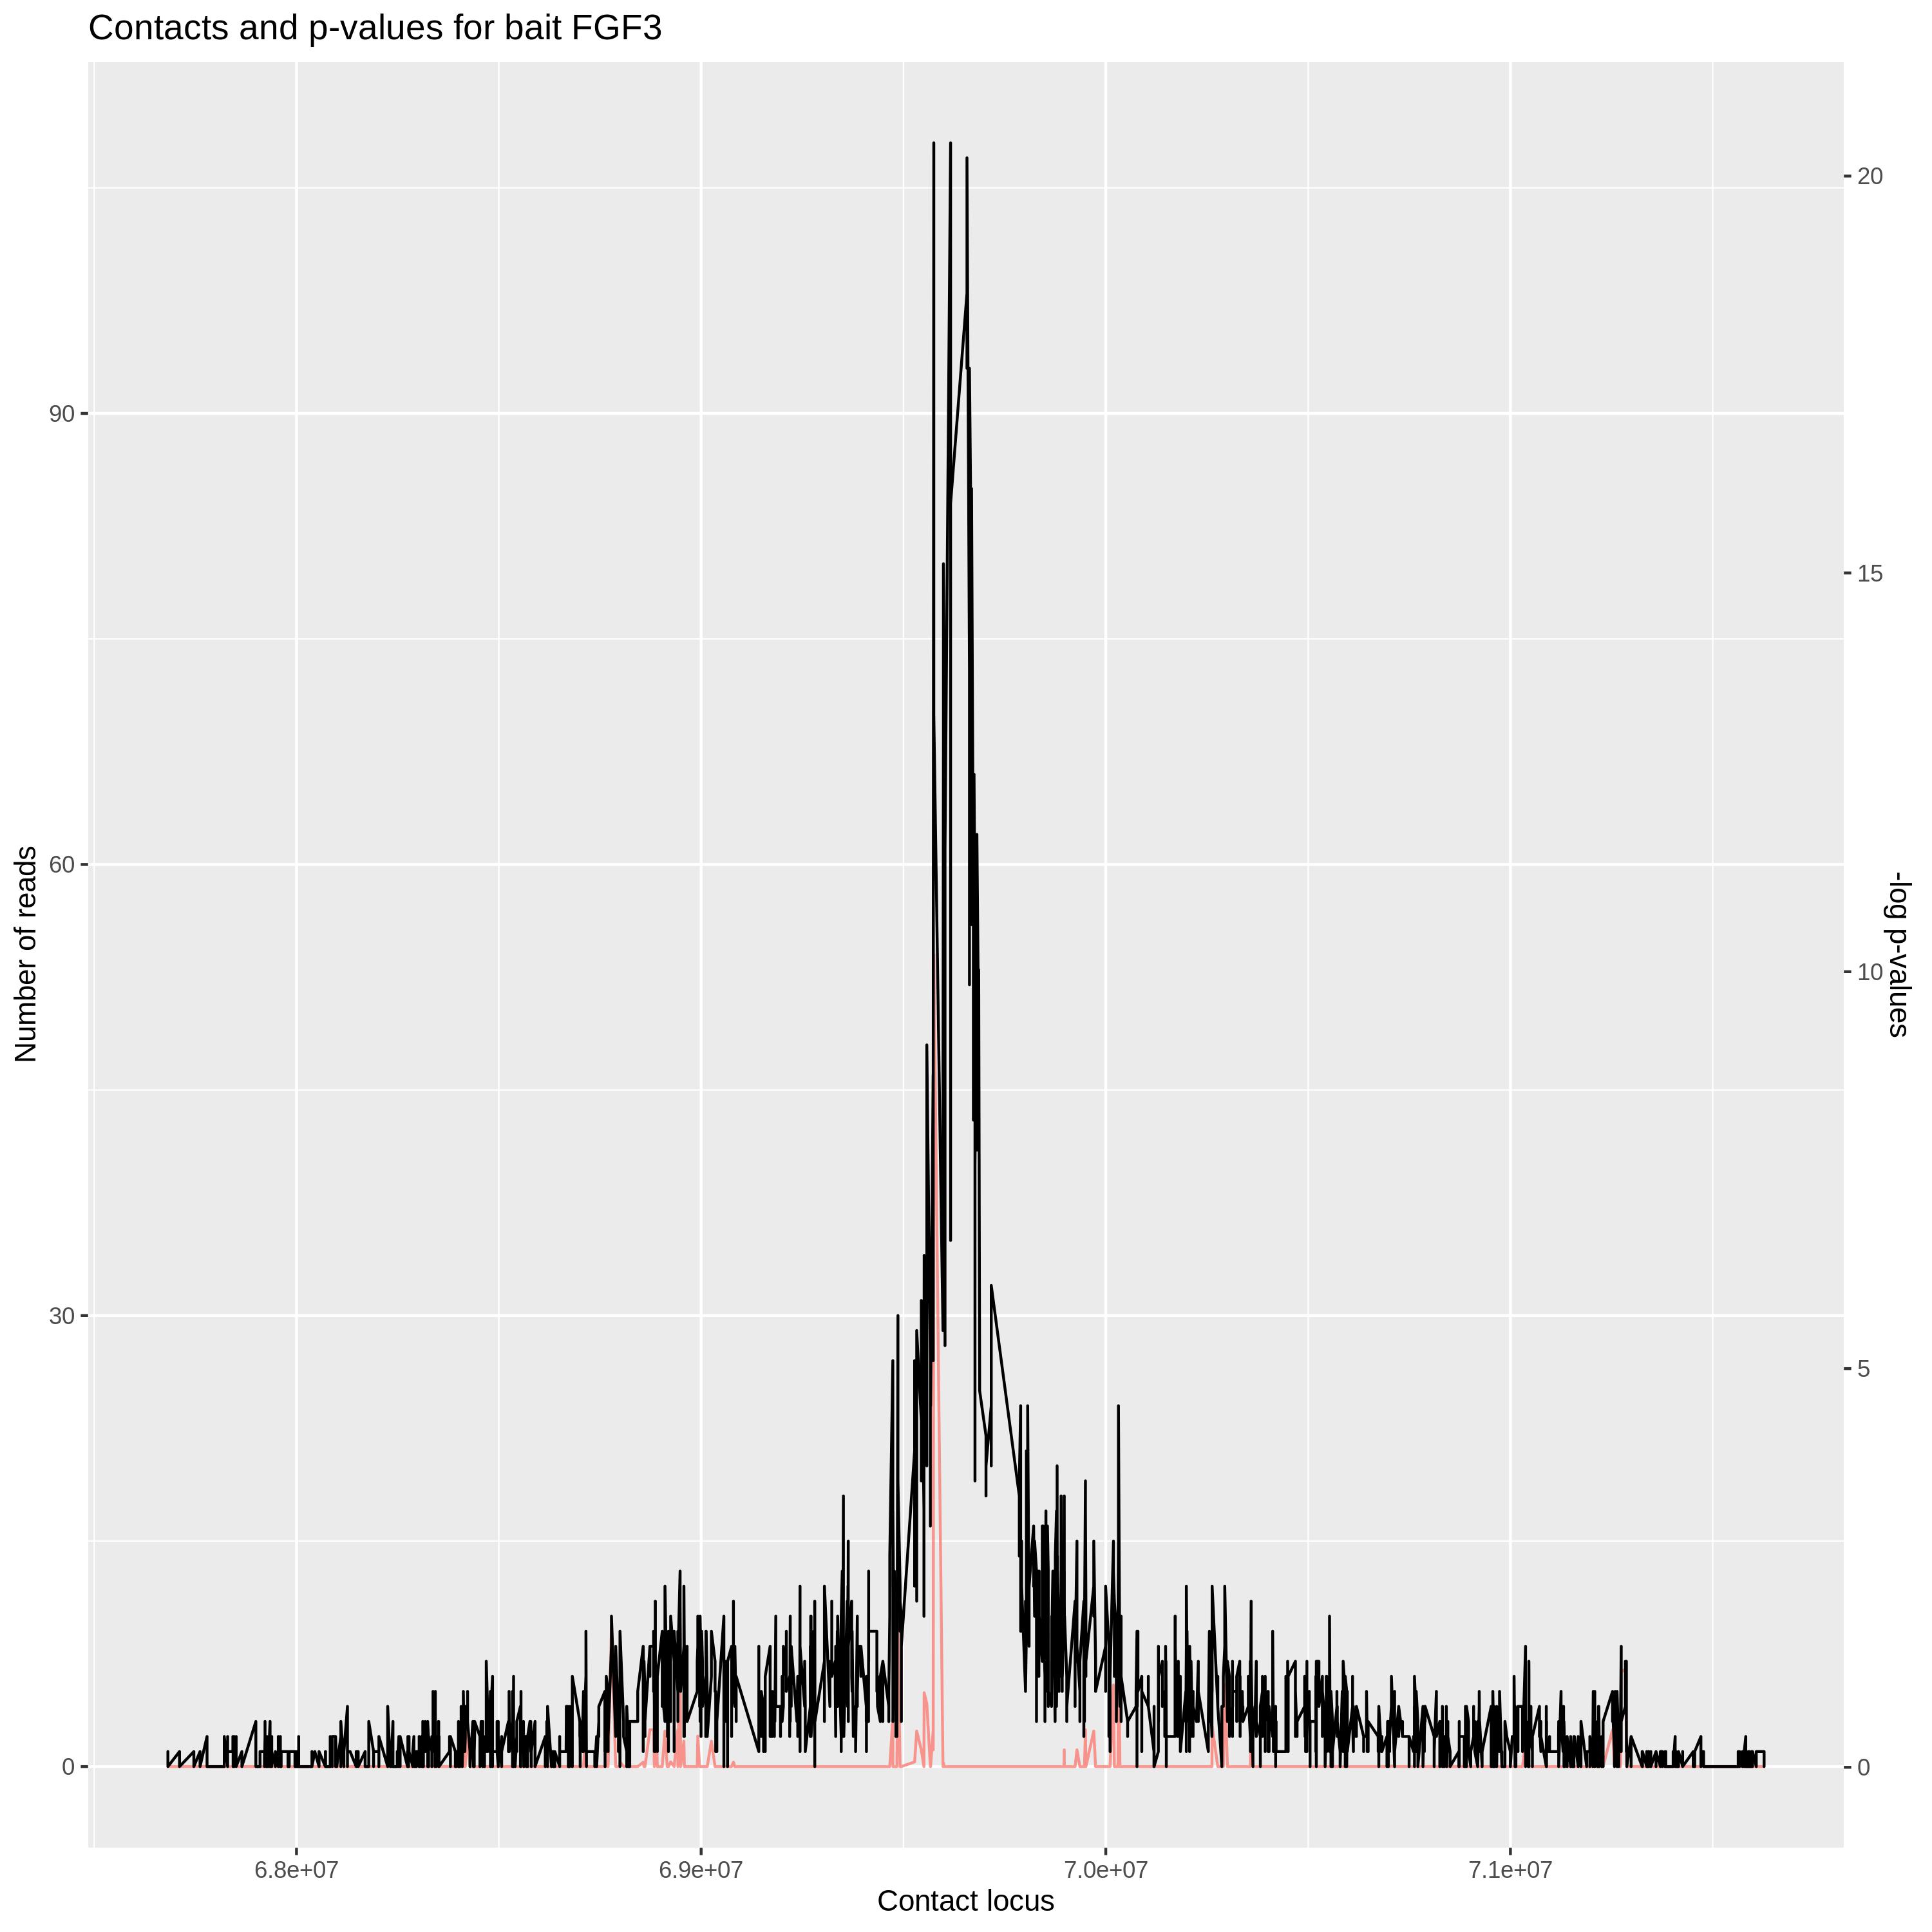 Contacts and p-values for bait FGF3
Number of reads
90
60
30
0
20
15
10
5
0
-log p-values
6.8e+07 6.9e+07 7.0e+07 7.1e+07
Contact locus